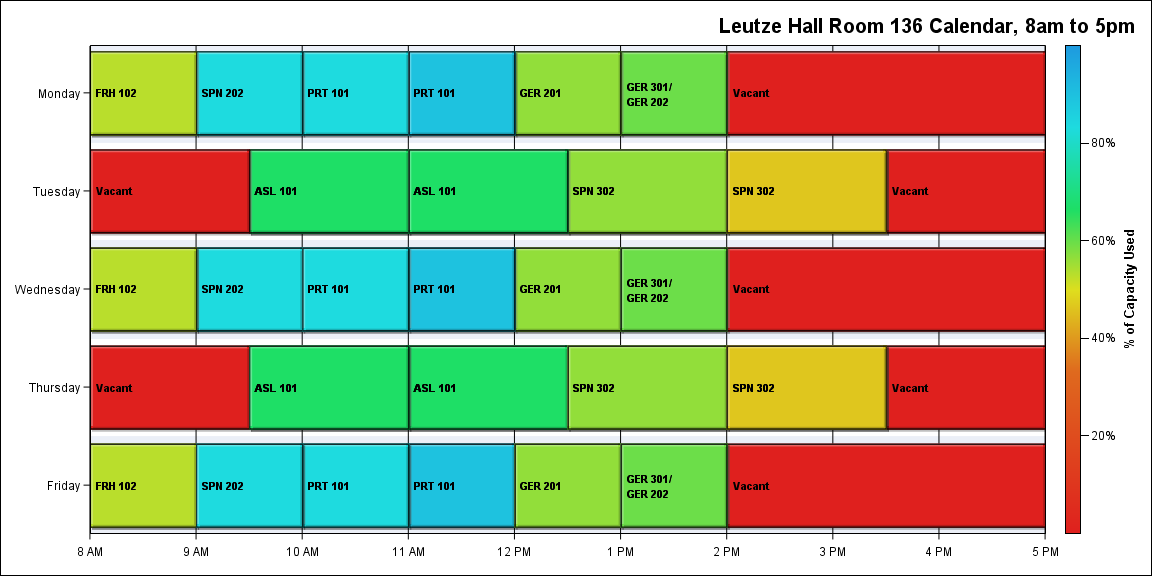 Leutze Hall Room 136 Calendar, 8am to 5pm
Monday
FRH 102
SPN 202
PRT 101
PRT 101
GER 201
GER 301/
GER 202
Vacant
Tuesday
Vacant
ASL 101
ASL 101
SPN 302
SPN 302
Vacant
Wednesday
FRH 102
SPN 202
PRT 101
PRT 101
GER 201
GER 301/
GER 202
Vacant
Thursday
Vacant
ASL 101
ASL 101
SPN 302
SPN 302
Vacant
Friday
FRH 102
SPN 202
PRT 101
PRT 101
GER 201
GER 301/
GER 202
Vacant
8 AM
9 AM
10 AM
11 AM
12 PM
1 PM
2 PM
3 PM
4 PM
5 PM
80%
60%
40%
20%
% of Capacity Used